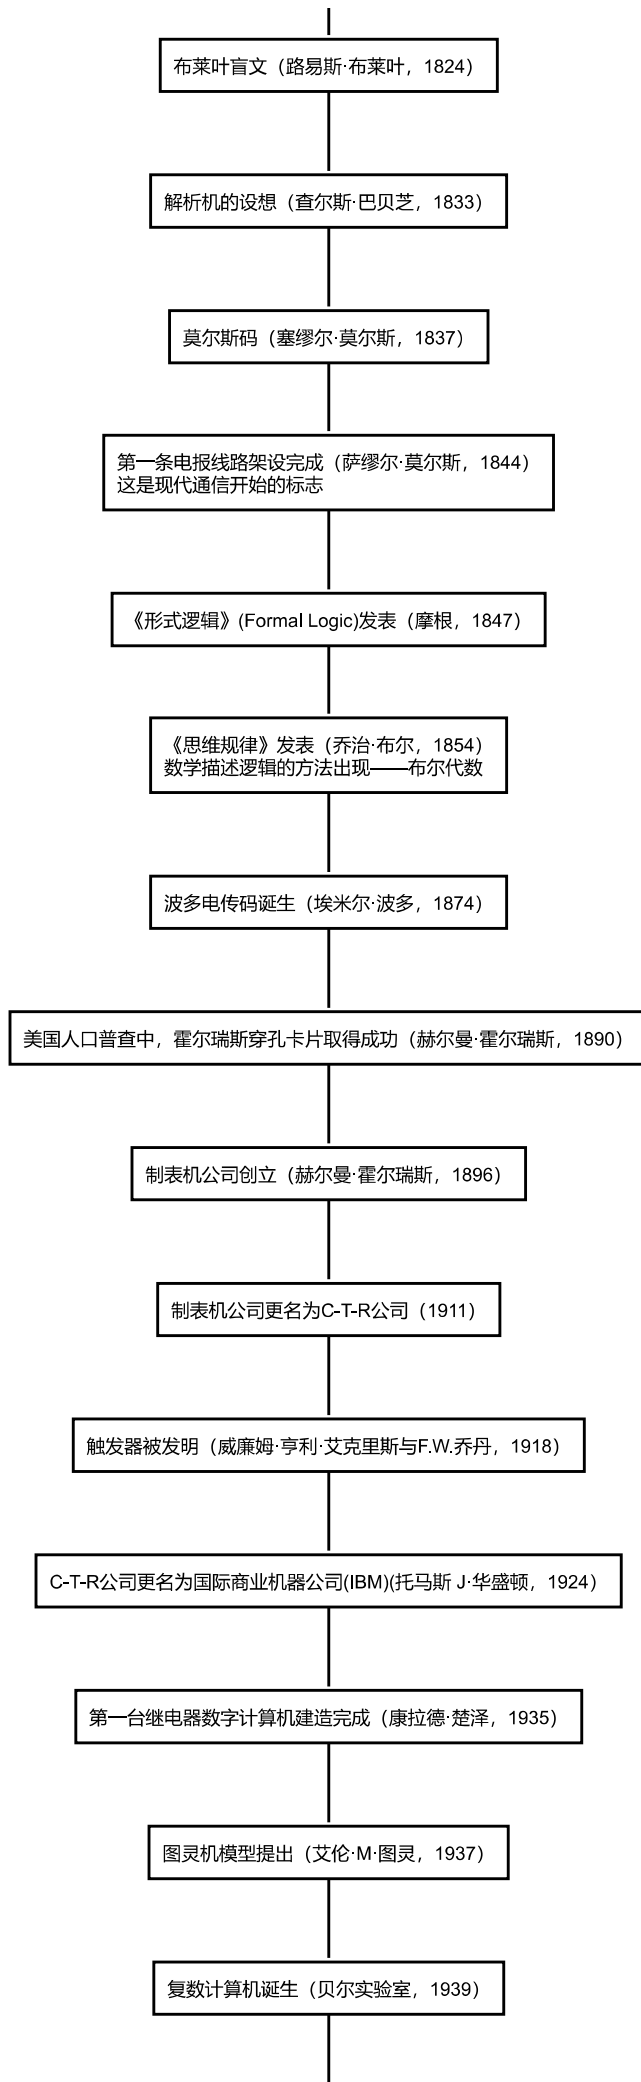 布莱叶盲文（路易斯·布莱叶，1824）
解析机的设想（查尔斯·巴贝芝，1833）
莫尔斯码（塞缪尔·莫尔斯，1837）
第一条电报线路架设完成（萨缪尔·莫尔斯，1844）
这是现代通信开始的标志
《形式逻辑》(Formal Logic)发表（摩根，1847）
《思维规律》发表（乔治·布尔，1854）
数学描述逻辑的方法出现——布尔代数
波多电传码诞生（埃米尔·波多，1874）
美国人口普查中，霍尔瑞斯穿孔卡片取得成功（赫尔曼·霍尔瑞斯，1890）
制表机公司创立（赫尔曼·霍尔瑞斯，1896）
制表机公司更名为C-T-R公司（1911）
触发器被发明（威廉姆·亨利·艾克里斯与F.W.乔丹，1918）
C-T-R公司更名为国际商业机器公司(IBM)(托马斯 J·华盛顿，1924）
第一台继电器数字计算机建造完成（康拉德·楚泽，1935）
图灵机模型提出（艾伦·M·图灵，1937）
复数计算机诞生（贝尔实验室，1939）